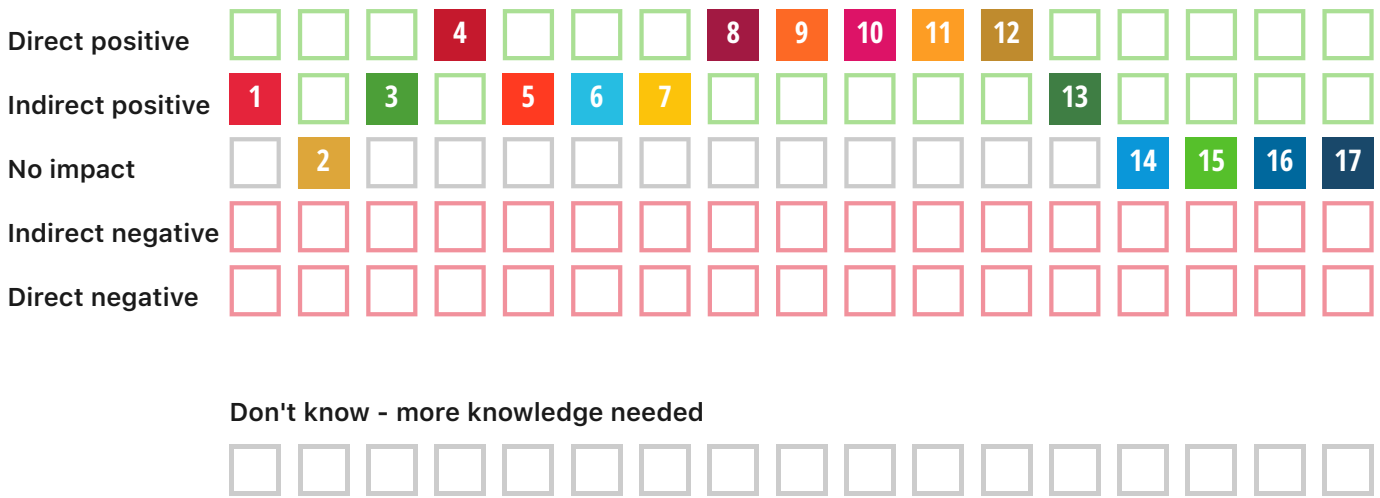 Direct positive 4 8 9 10 11 12
Indirect positive 1 3 5 6 7 13
No impact 2 14 15 16 17
Indirect negative
Direct negative
Don't know - more knowledge needed